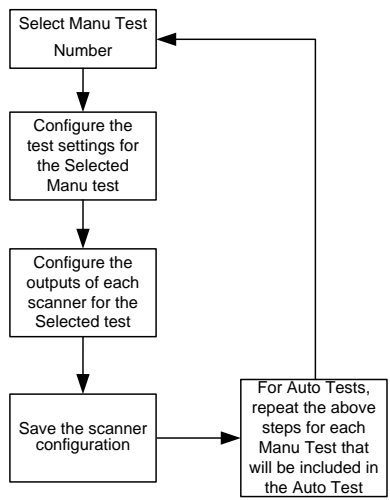 Select Manu Test
Number
Configure the
test settings for
the Selected
Manu test
Configure the
outputs of each
scanner for the
Selected test
Save the scanner
configuration
For Auto Tests,
repeat the above
steps for each
Manu Test that
will be included in
the Auto Test